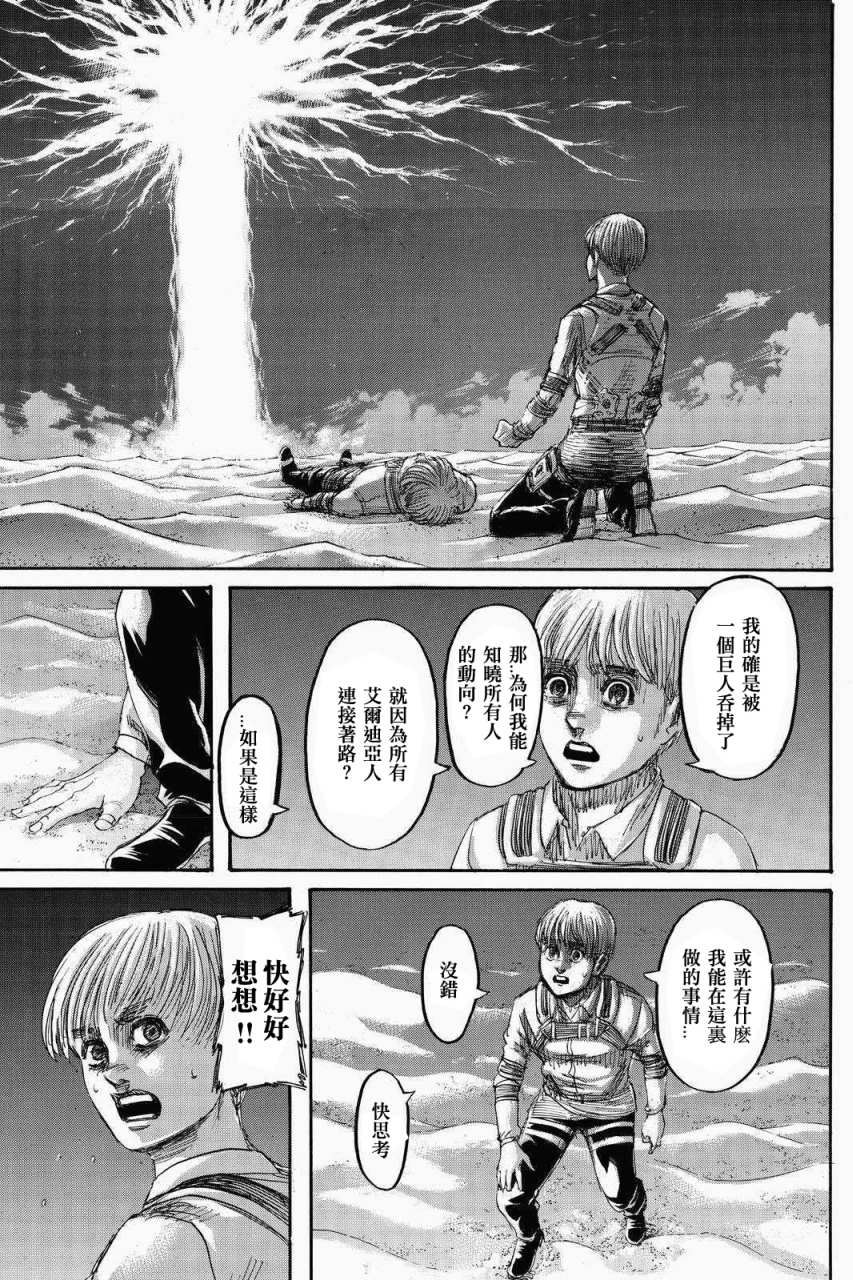 我的確是被
一個巨人吞掉了
那…為何我能
知曉所有人
的動向？
就因為所有
艾爾迪亞人
連接著路？
…如果是這樣
或許有什麽
我能在這裏
做的事情…
沒錯
快思考
快好好
想想!!